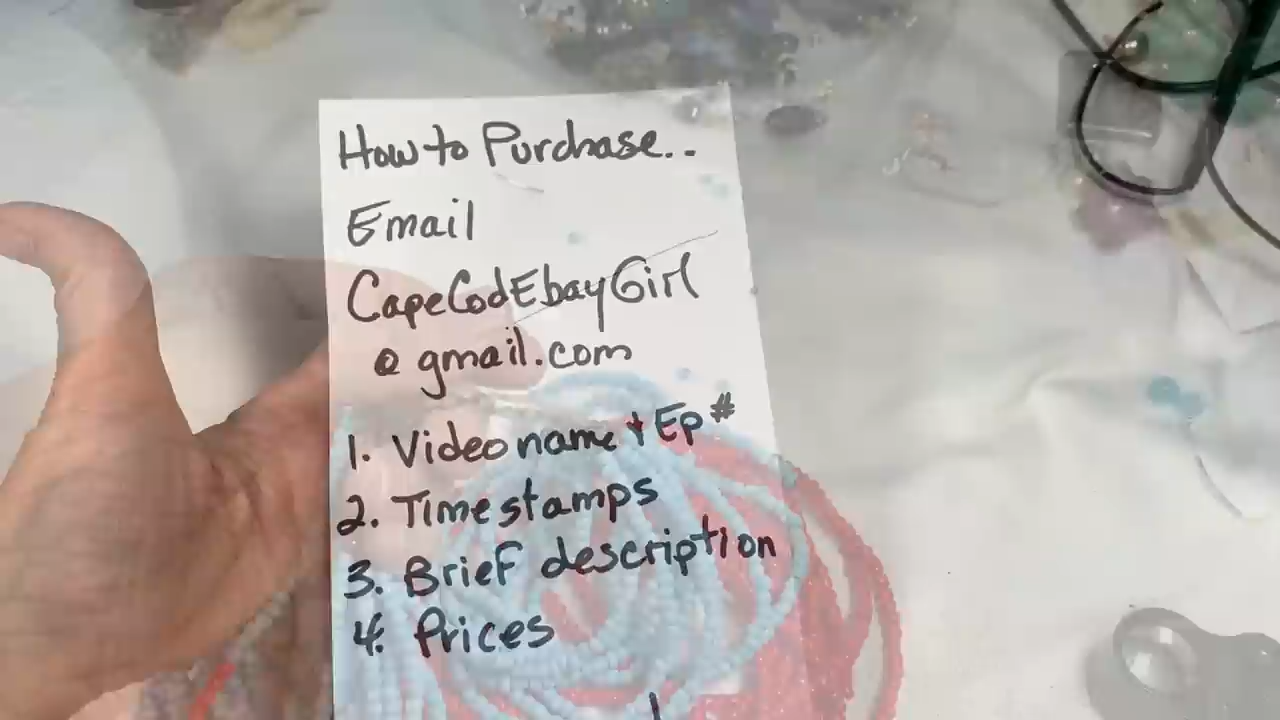 How to Purchase..
Email
CapeCodEbayGirl
@ gmail.com
1. Video name + Ep #
2. Timestamps
3. Brief description
4. Prices